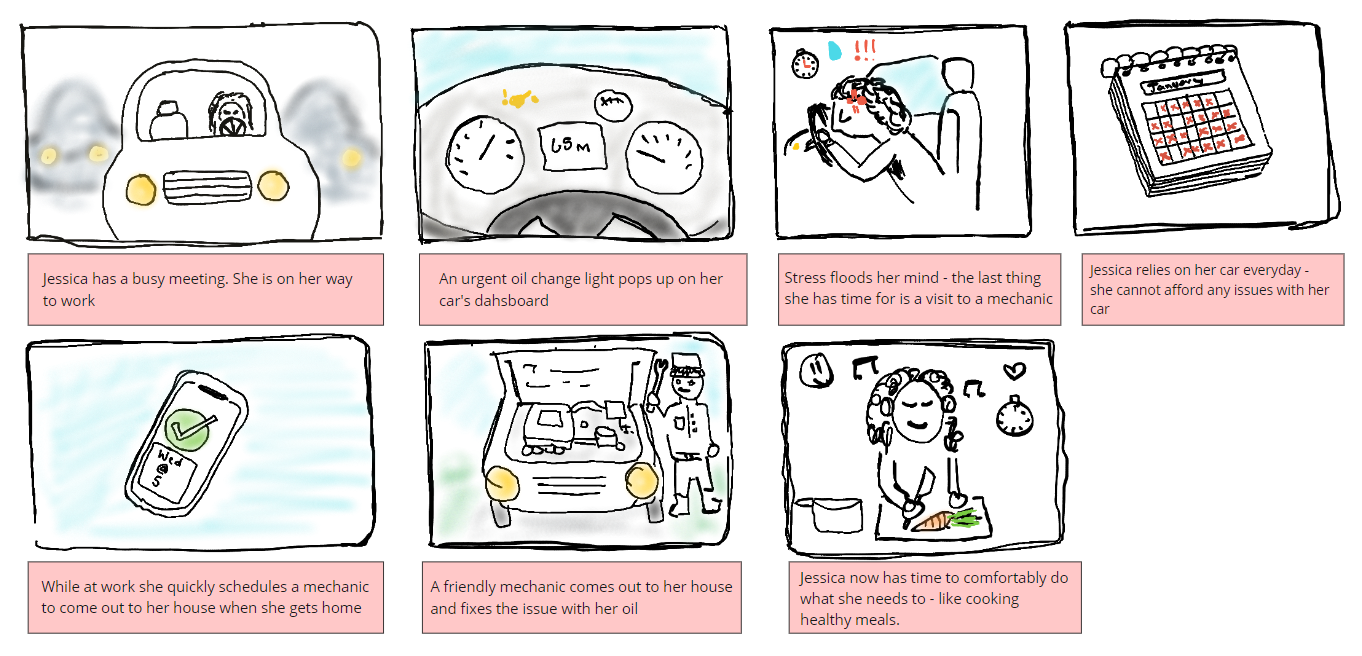 65 M
!!!
January
Jessica has a busy meeting. She is on her way
to work
An urgent oil change light pops up on her
car's dahsboard
Stress floods her mind - the last thing
she has time for is a visit to a mechanic
Jessica relies on her car everyday -
she cannot afford any issues with her
car
Wed
@
5
While at work she quickly schedules a mechanic
to come out to her house when she gets home
A friendly mechanic comes out to her house
and fixes the issue with her oil
Jessica now has time to comfortably do
what she needs to - like cooking
healthy meals.